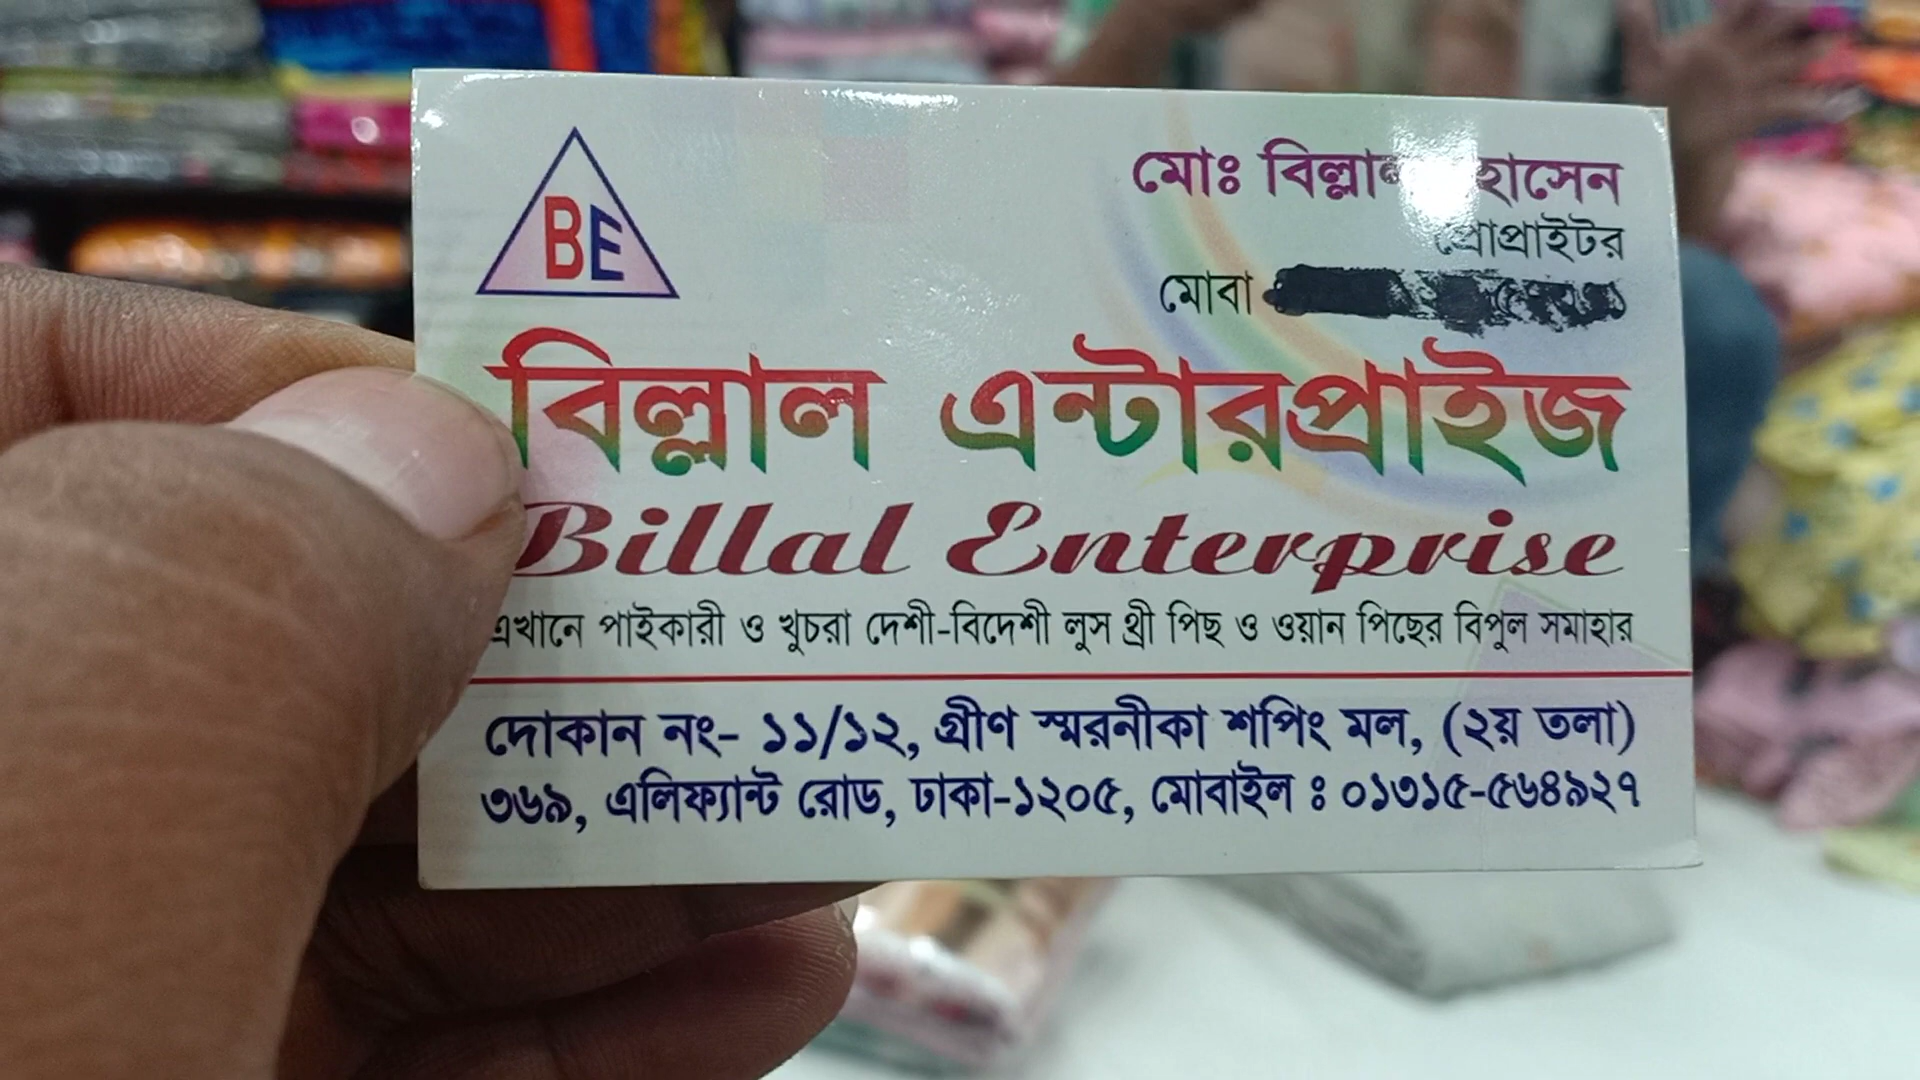 BE
মোঃ বিল্লাল হোসেন
প্রোপ্রাইটর
মোবা
বিল্লাল এন্টারপ্রাইজ
Billal Enterprise
এখানে পাইকারী ও খুচরা দেশী-বিদেশী লুস থ্রী পিছ ও ওয়ান পিছের বিপুল সমাহার
দোকান নং- ১১/১২, গ্রীণ স্মরনীকা শপিং মল, (২য় তলা)
৩৬৯, এলিফ্যান্ট রোড, ঢাকা-১২০৫, মোবাইল ঃ ০১৩১৫-৫৬৪৯২৭